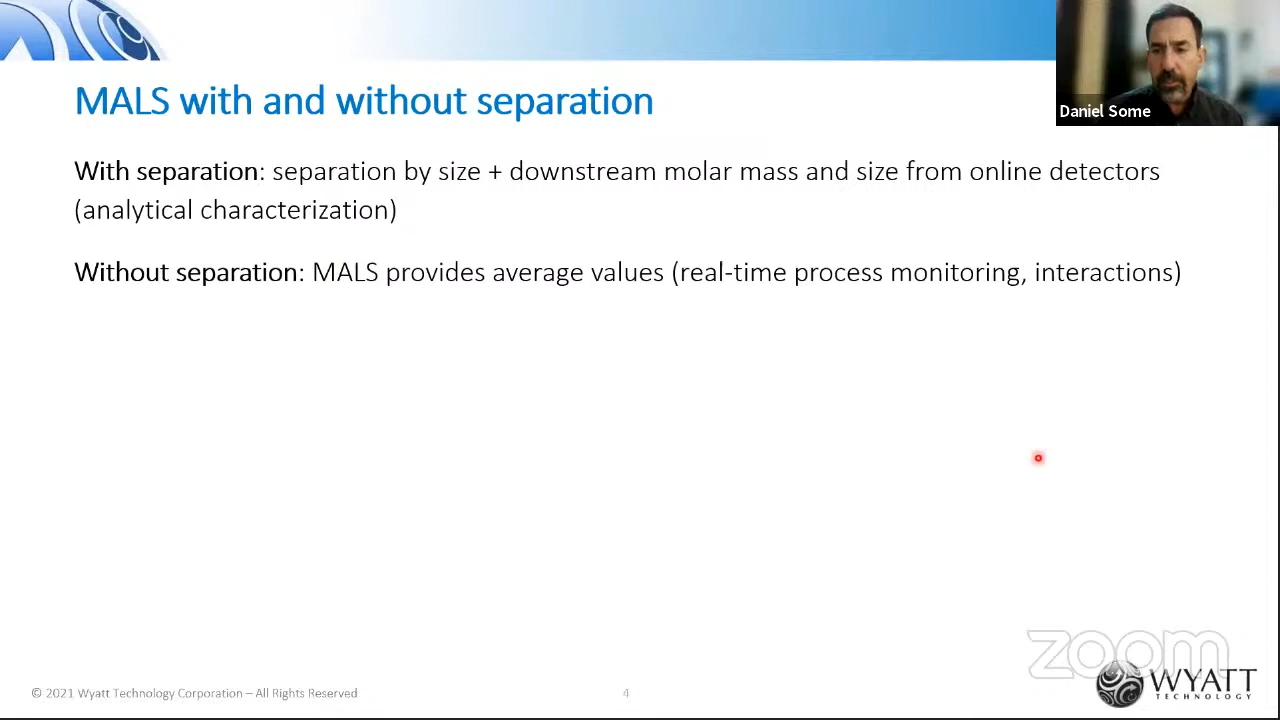 Daniel Some
MALS with and without separation
With separation: separation by size + downstream molar mass and size from online detectors
(analytical characterization)
Without separation: MALS provides average values (real-time process monitoring, interactions)
zoom
WYATT
TECHNOLOGY
© 2021 Wyatt Technology Corporation – All Rights Reserved
4